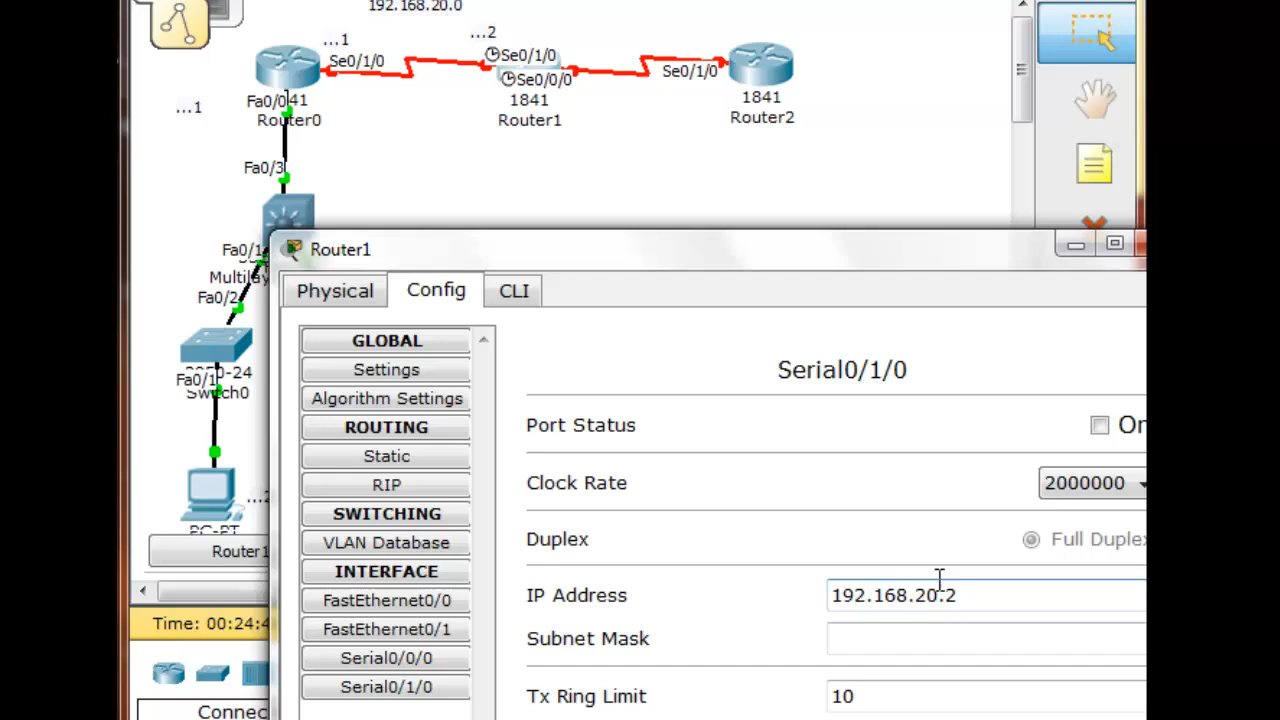 192.168.20.0
...1
...2
Se0/1/0
Se0/1/0
Se0/0/0
Se0/1/0
...1
Fa0/0
41
Router0
1841
Router1
1841
Router2
Fa0/3
Fa0/1
Multilay
Fa0/2
0-24
Fa0/1
Switch0
...2
PC-PT
Router1
Time: 00:24:4
Connec
Router1
Physical
Config
CLI
GLOBAL
Settings
Algorithm Settings
ROUTING
Static
RIP
SWITCHING
VLAN Database
INTERFACE
FastEthernet0/0
FastEthernet0/1
Serial0/0/0
Serial0/1/0
Serial0/1/0
Port Status
On
Clock Rate
2000000
Duplex
Full Duplex
IP Address
192.168.20.2
Subnet Mask
Tx Ring Limit
10